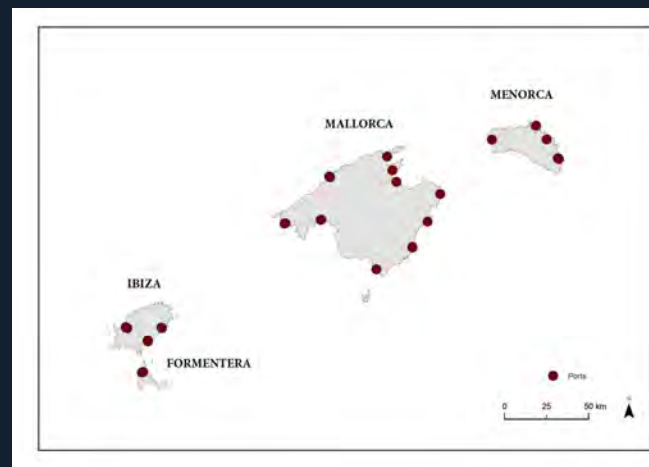 MENORCA
MALLORCA
IBIZA
FORMENTERA
Ports
0 25 50 km